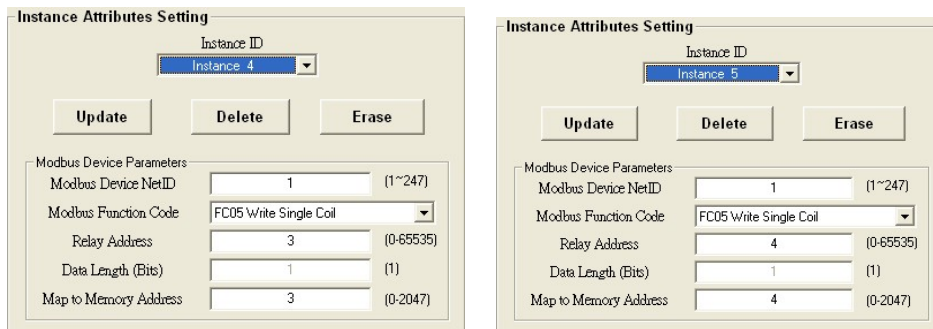 Instance Attributes Setting
Instance ID
Instance 4
Update Delete Erase
Modbus Device Parameters
Modbus Device NetID 1 (1~247)
Modbus Function Code FC05 Write Single Coil
Relay Address 3 (0-65535)
Data Length (Bits) 1 (1)
Map to Memory Address 3 (0-2047)
Instance Attributes Setting
Instance ID
Instance 5
Update Delete Erase
Modbus Device Parameters
Modbus Device NetID 1 (1~247)
Modbus Function Code FC05 Write Single Coil
Relay Address 4 (0-65535)
Data Length (Bits) 1 (1)
Map to Memory Address 4 (0-2047)